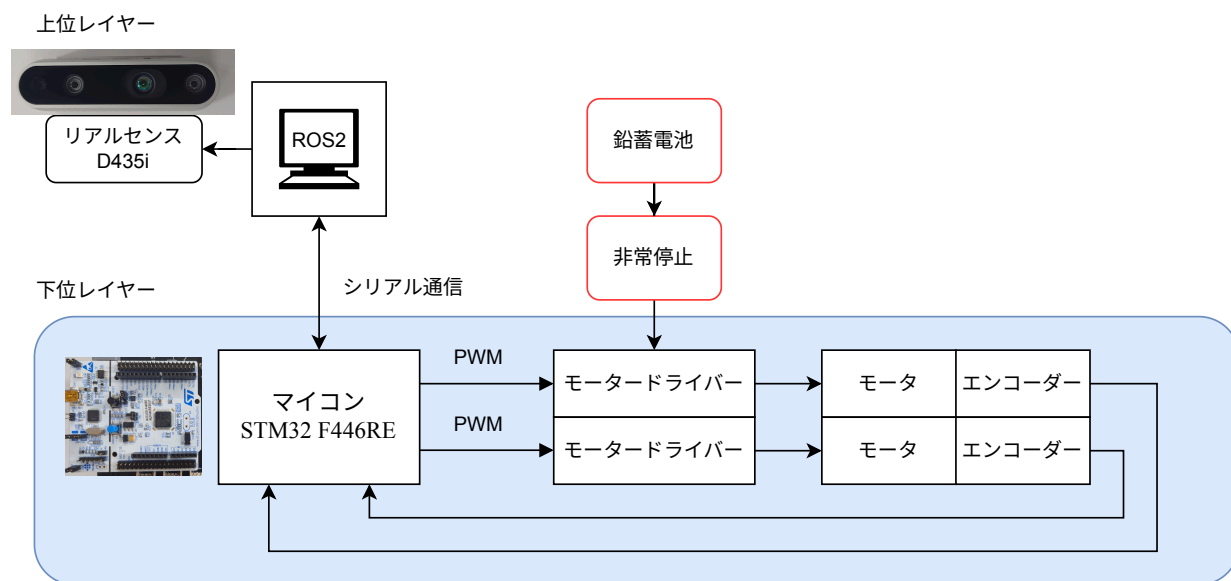 上位レイヤー
リアルセンス
D435i
ROS2
鉛蓄電池
非常停止
シリアル通信
下位レイヤー
マイコン
STM32 F446RE
PWM
PWM
モータードライバー
モータ
エンコーダー
モータードライバー
モータ
エンコーダー